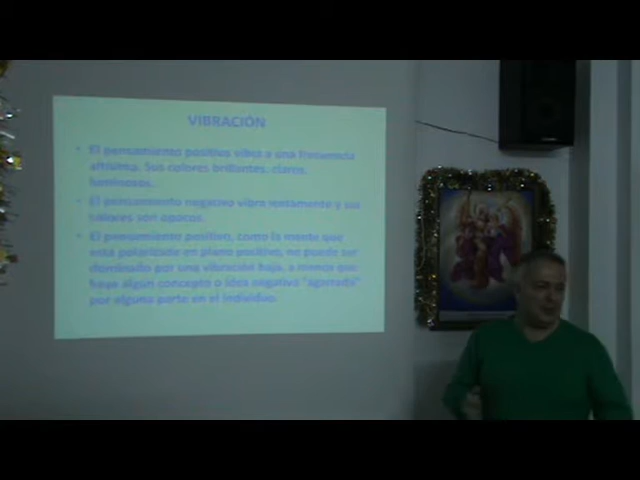 VIBRACIÓN
• El pensamiento positivo vibra a una frecuencia
altísima. Sus colores brillantes, claros,
luminosos.
• El pensamiento negativo vibra lentamente y sus
colores son opacos.
• El pensamiento positivo, como la mente que
esta polarizada en plano positivo, no puede ser
dominado por una vibración baja, a menos que
haya algún concepto o idea negativa "agarrada"
por alguna parte en el individuo.